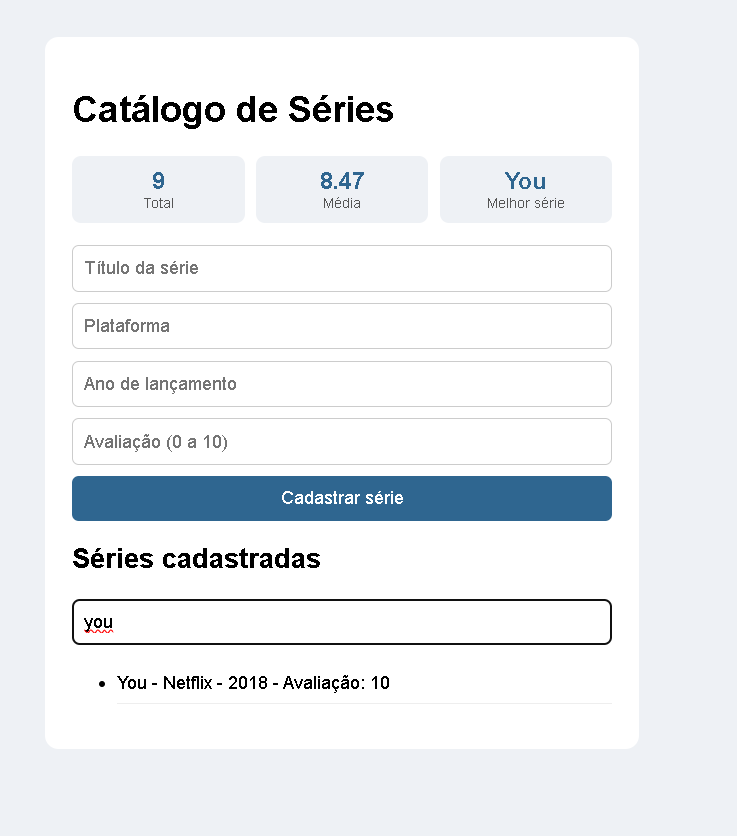 Catálogo de Séries
9 8.47 You
Total Média Melhor série
Título da série
Plataforma
Ano de lançamento
Avaliação (0 a 10)
Cadastrar série
Séries cadastradas
you
• You - Netflix - 2018 - Avaliação: 10